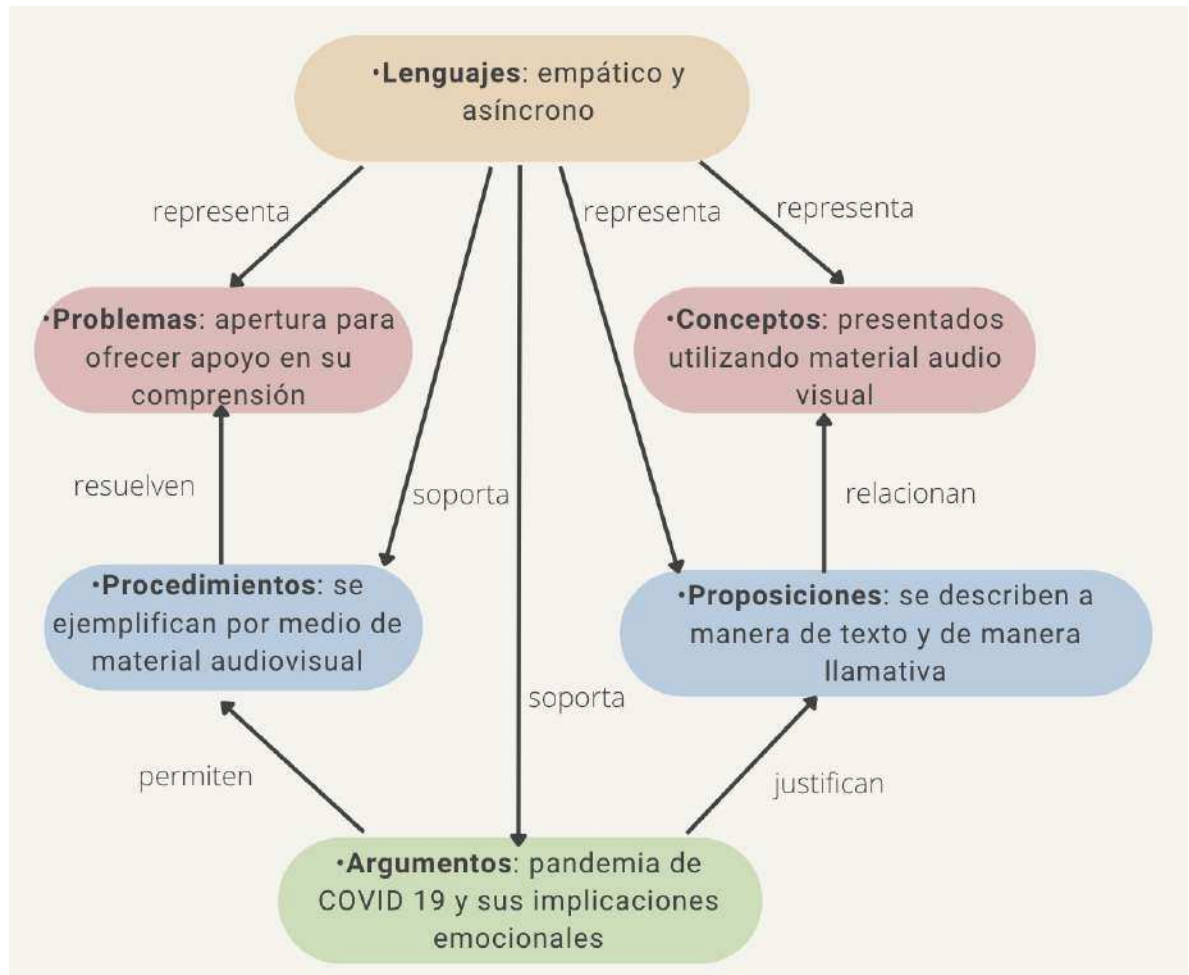 •Lenguajes: empático y
asíncrono
representa
representa
representa
•Problemas: apertura para
ofrecer apoyo en su
comprensión
•Conceptos: presentados
utilizando material audio
visual
resuelven
soporta
relacionan
•Procedimientos: se
ejemplifican por medio de
material audiovisual
•Proposiciones: se describen a
manera de texto y de manera
llamativa
soporta
permiten
justifican
•Argumentos: pandemia de
COVID 19 y sus implicaciones
emocionales